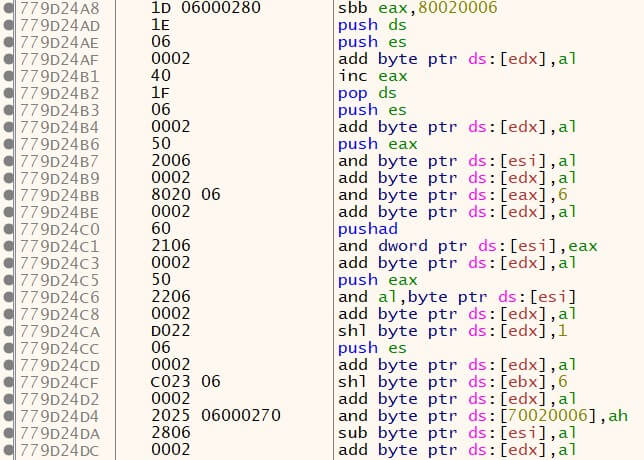 779D24A8 1D 06000280 sbb eax,80020006
779D24AD 1E push ds
779D24AE 06 push es
779D24AF 0002 add byte ptr ds:[edx],al
779D24B1 40 inc eax
779D24B2 1F pop ds
779D24B3 06 push es
779D24B4 0002 add byte ptr ds:[edx],al
779D24B6 50 push eax
779D24B7 2006 and byte ptr ds:[esi],al
779D24B9 0002 add byte ptr ds:[edx],al
779D24BB 8020 06 and byte ptr ds:[eax],6
779D24BE 0002 add byte ptr ds:[edx],al
779D24C0 60 pushad
779D24C1 2106 and dword ptr ds:[esi],eax
779D24C3 0002 add byte ptr ds:[edx],al
779D24C5 50 push eax
779D24C6 2206 and al,byte ptr ds:[esi]
779D24C8 0002 add byte ptr ds:[edx],al
779D24CA D022 shl byte ptr ds:[edx],1
779D24CC 06 push es
779D24CD 0002 add byte ptr ds:[edx],al
779D24CF C023 06 shl byte ptr ds:[ebx],6
779D24D2 0002 add byte ptr ds:[edx],al
779D24D4 2025 06000270 and byte ptr ds:[70020006],ah
779D24DA 2806 sub byte ptr ds:[esi],al
779D24DC 0002 add byte ptr ds:[edx],al